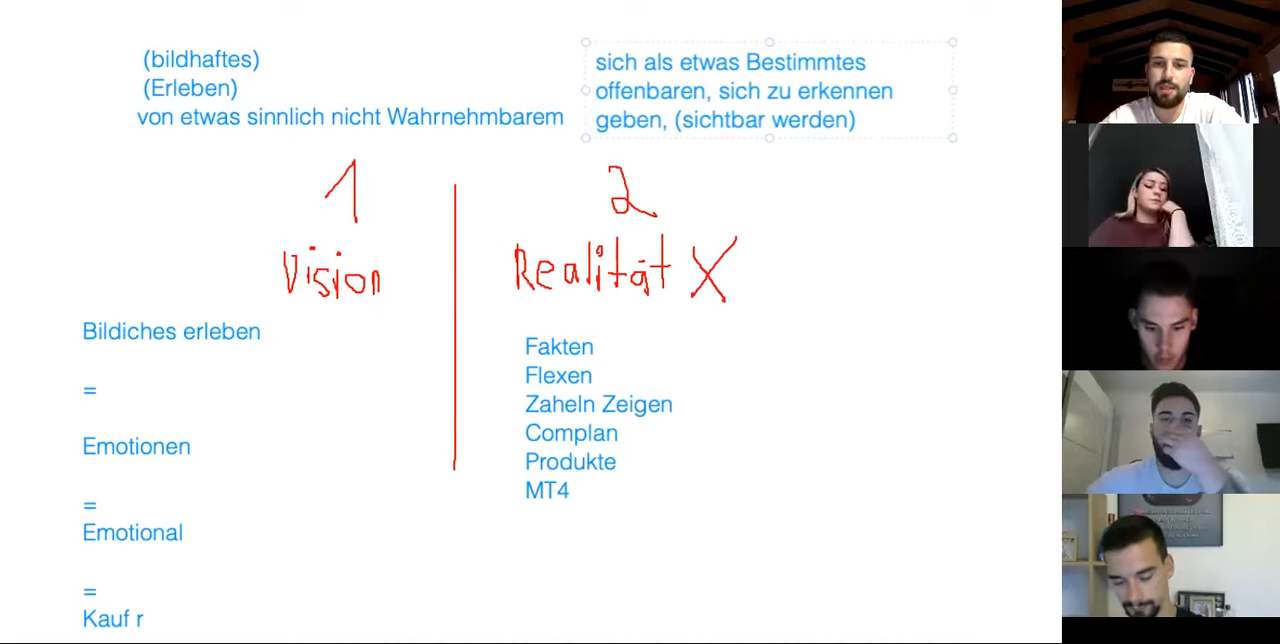 (bildhaftes)
(Erleben)
von etwas sinnlich nicht Wahrnehmbarem
sich als etwas Bestimmtes
offenbaren, sich zu erkennen
geben, (sichtbar werden)
1
Vision
2
Realität X
Bildiches erleben
=
Emotionen
=
Emotional
=
Kauf r
Fakten
Flexen
Zaheln Zeigen
Complan
Produkte
MT4